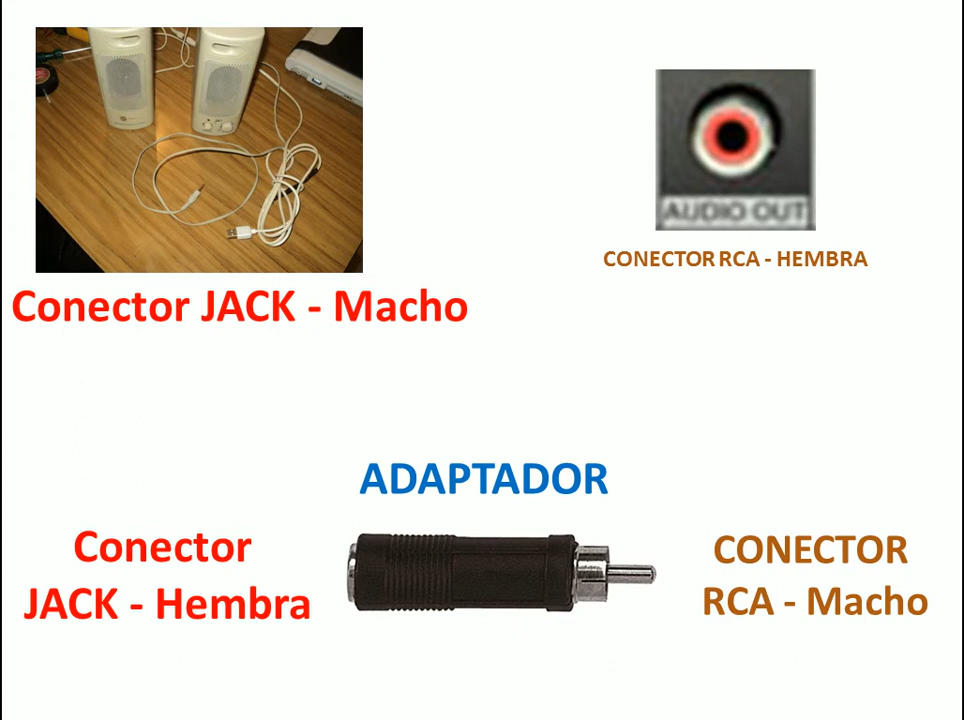 AUDIO OUT
CONECTOR RCA - HEMBRA
Conector JACK - Macho
ADAPTADOR
Conector
JACK - Hembra
CONECTOR
RCA - Macho